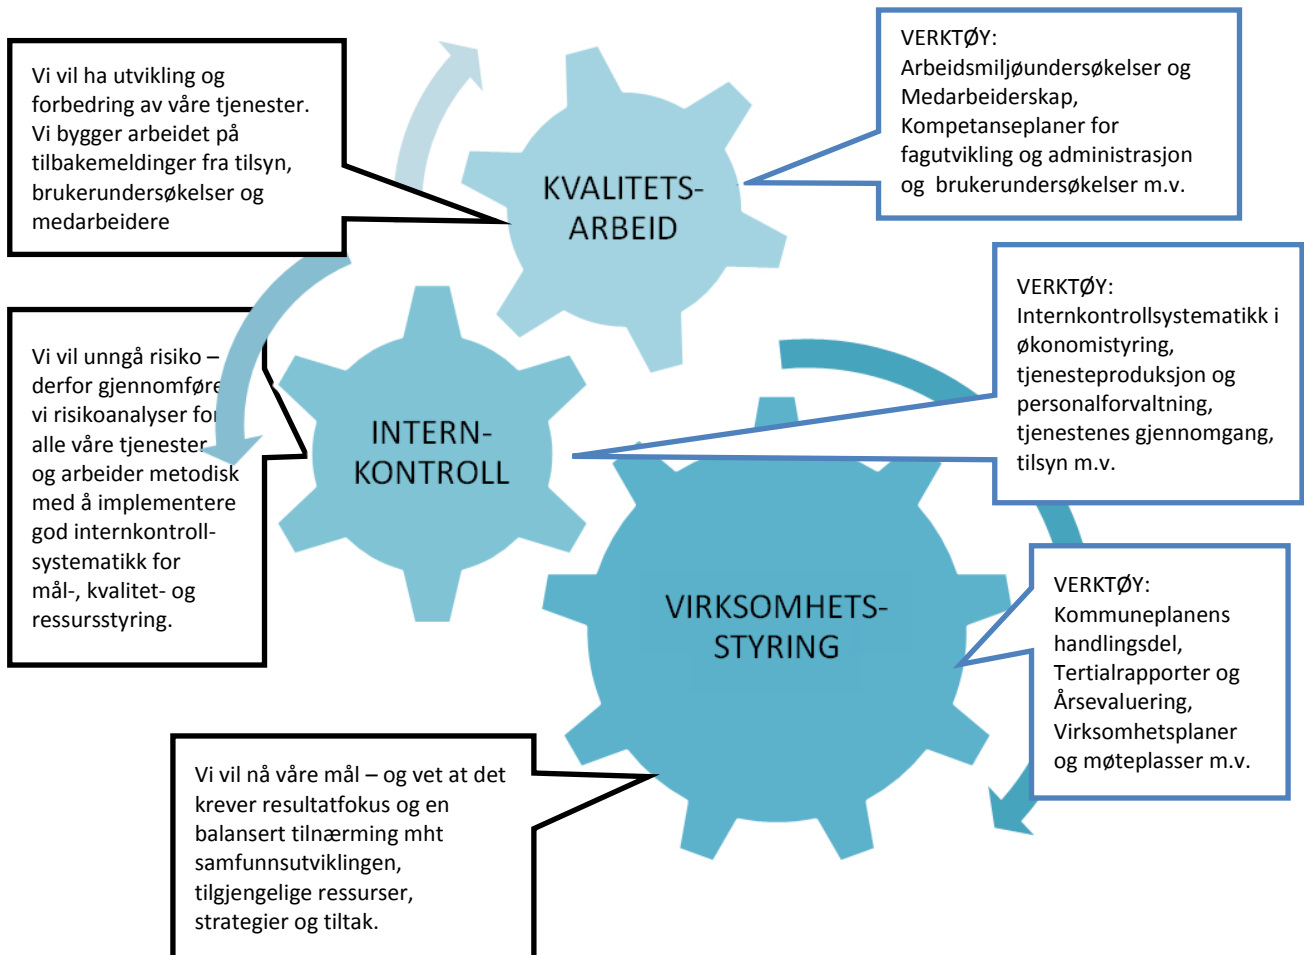 Vi vil ha utvikling og
forbedring av våre tjenester.
Vi bygger arbeidet på
tilbakemeldinger fra tilsyn,
brukerundersøkelser og
medarbeidere
KVALITETS-
ARBEID
VERKTØY:
Arbeidsmiljøundersøkelser og
Medarbeiderskap,
Kompetanseplaner for
fagutvikling og administrasjon
og brukerundersøkelser m.v.
Vi vil unngå risiko –
derfor gjennomføre
vi risikoanalyser for
alle våre tjenester
og arbeider metodisk
med å implementere
god internkontroll-
systematikk for
mål-, kvalitet- og
ressursstyring.
INTERN-
KONTROLL
VERKTØY:
Internkontrollsystematikk i
økonomistyring,
tjenesteproduksjon og
personalforvaltning,
tjenestenes gjennomgang,
tilsyn m.v.
VIRKSOMHETS-
STYRING
VERKTØY:
Kommuneplanens
handlingsdel,
Tertialrapporter og
Årsevaluering,
Virksomhetsplaner
og møteplasser m.v.
Vi vil nå våre mål – og vet at det
krever resultatfokus og en
balansert tilnærming mht
samfunnsutviklingen,
tilgjengelige ressurser,
strategier og tiltak.